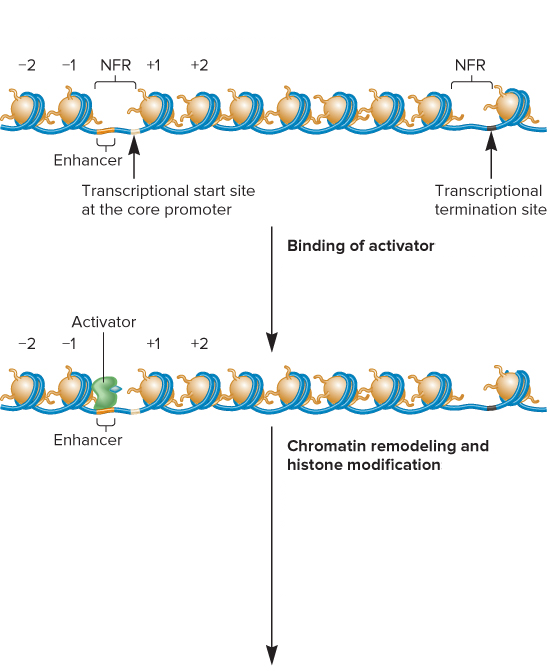 −2 −1 NFR +1 +2 NFR
Enhancer
Transcriptional start site
at the core promoter
Transcriptional
termination site
Binding of activator
Activator
−2 −1 +1 +2
Enhancer
Chromatin remodeling and
histone modification